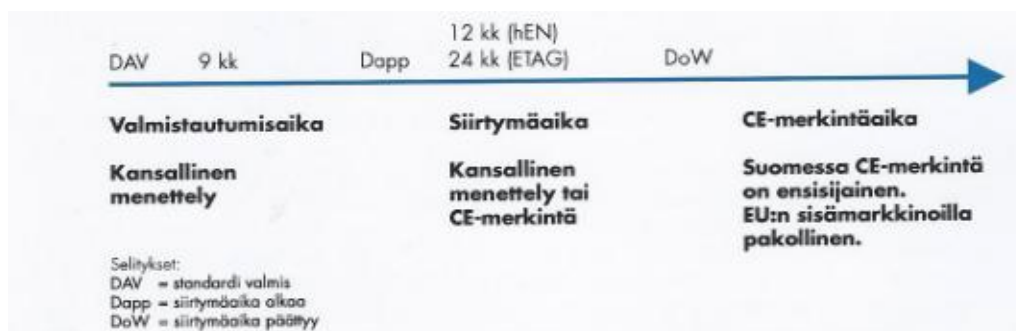 12 kk (hEN)
DAV 9 kk Dapp 24 kk (ETAG) DoW
Valmistautumisaika Siirtymäaika CE-merkintäaika
Kansallinen
menettely
Kansallinen
menettely tai
CE-merkintä
Suomessa CE-merkintä
on ensisijainen.
EU:n sisämarkkinoilla
pakollinen.
Selitykset:
DAV = standardi valmis
Dapp = siirtymäaika alkaa
DoW = siirtymäaika päättyy